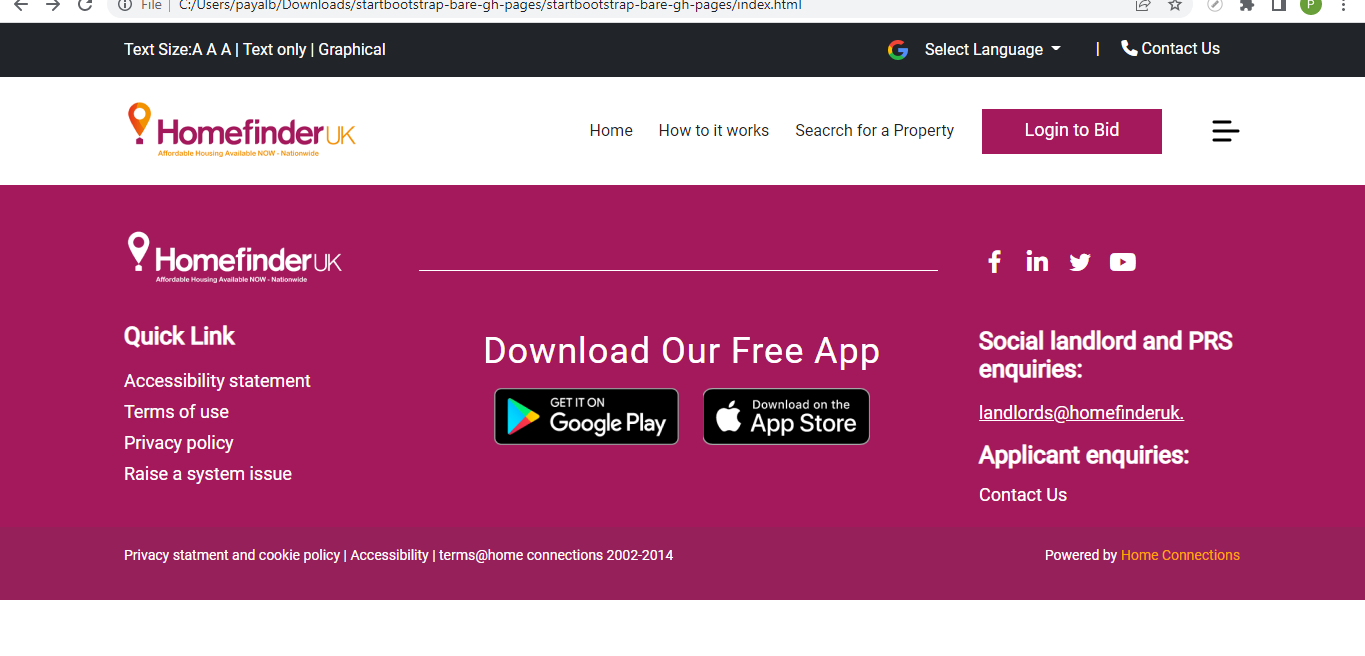 File | C:/Users/payalb/Downloads/startbootstrap-bare-gh-pages/startbootstrap-bare-gh-pages/index.html P
Text Size:A A A | Text only | Graphical Select Language | Contact Us
Homefinder UK
Affordable Housing Available NOW - Nationwide
Home How to it works Seacrch for a Property Login to Bid
Homefinder UK
Affordable Housing Available NOW - Nationwide
Quick Link
Accessibility statement
Terms of use
Privacy policy
Raise a system issue
Download Our Free App
GET IT ON
Google Play
Download on the
App Store
Social landlord and PRS
enquiries:
landlords@homefinderuk.
Applicant enquiries:
Contact Us
Privacy statment and cookie policy | Accessibility | terms@home connections 2002-2014 Powered by Home Connections